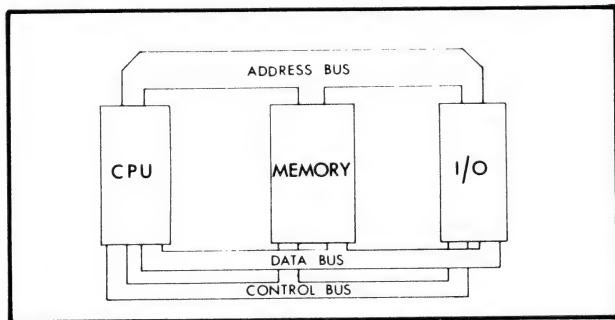 ADDRESS BUS
CPU
MEMORY
I/O
DATA BUS
CONTROL BUS